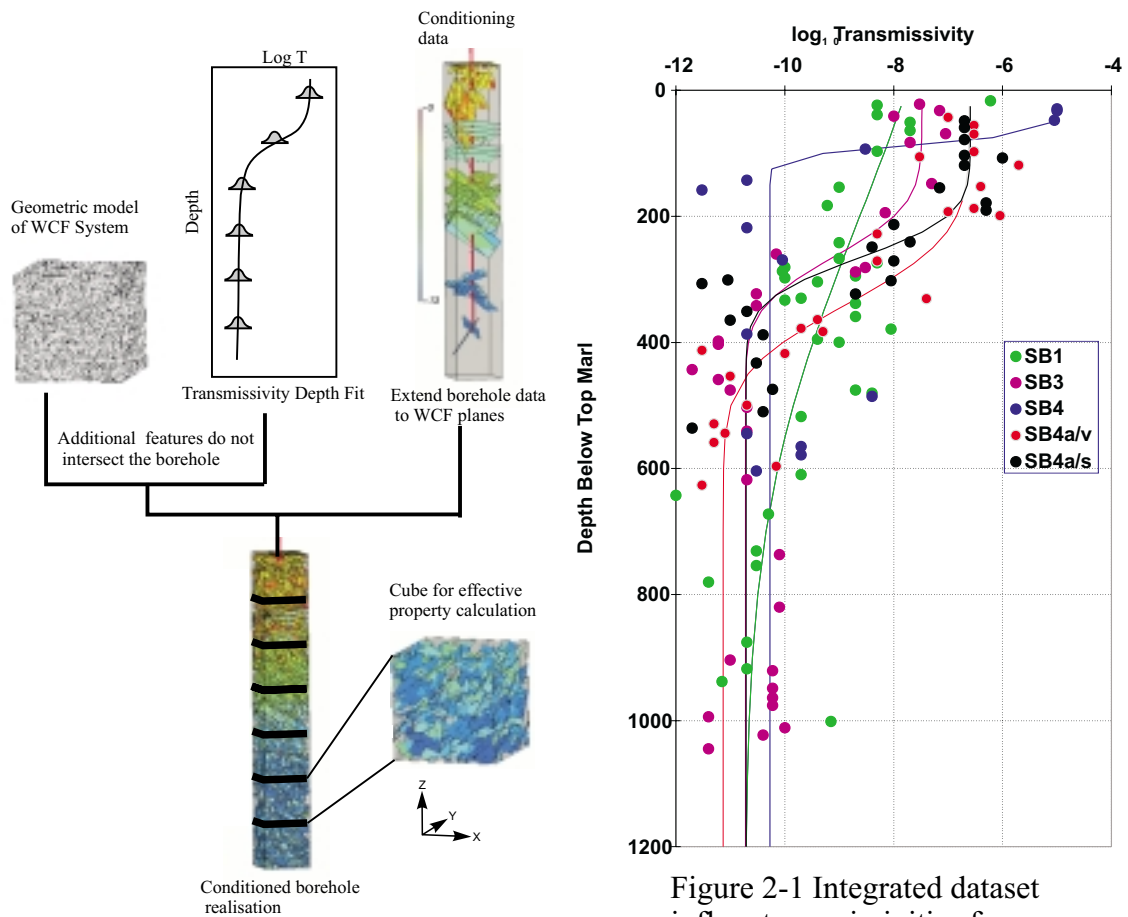 Conditioning
data
Log T
Depth
Geometric model
of WCF System
Transmissivity Depth Fit
Extend borehole data
to WCF planes
Additional features do not
intersect the borehole
Cube for effective
property calculation
Z
Y
X
Conditioned borehole
realisation
log₁₀Transmissivity
-12 -10 -8 -6 -4
Depth Below Top Marl
0
200
400
600
800
1000
1200
SB1
SB3
SB4
SB4a/v
SB4a/s
Figure 2-1 Integrated dataset